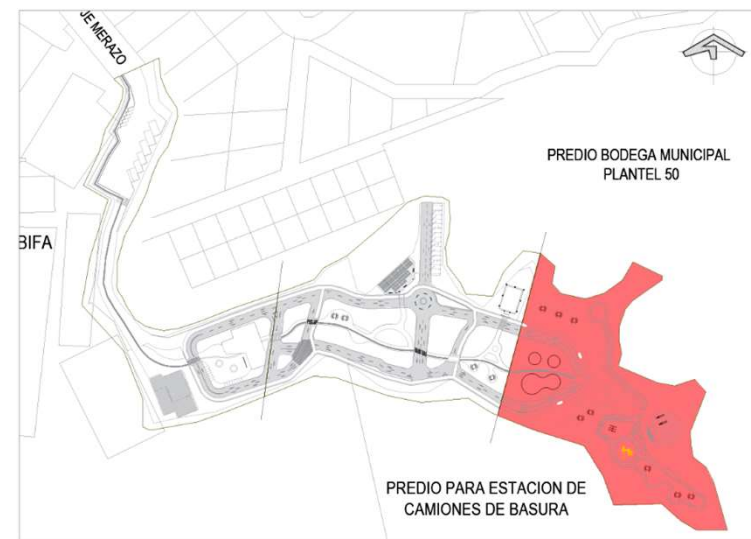 JE MERAZO
PREDIO BODEGA MUNICIPAL
PLANTEL 50
BIFA
PREDIO PARA ESTACION DE
CAMIONES DE BASURA